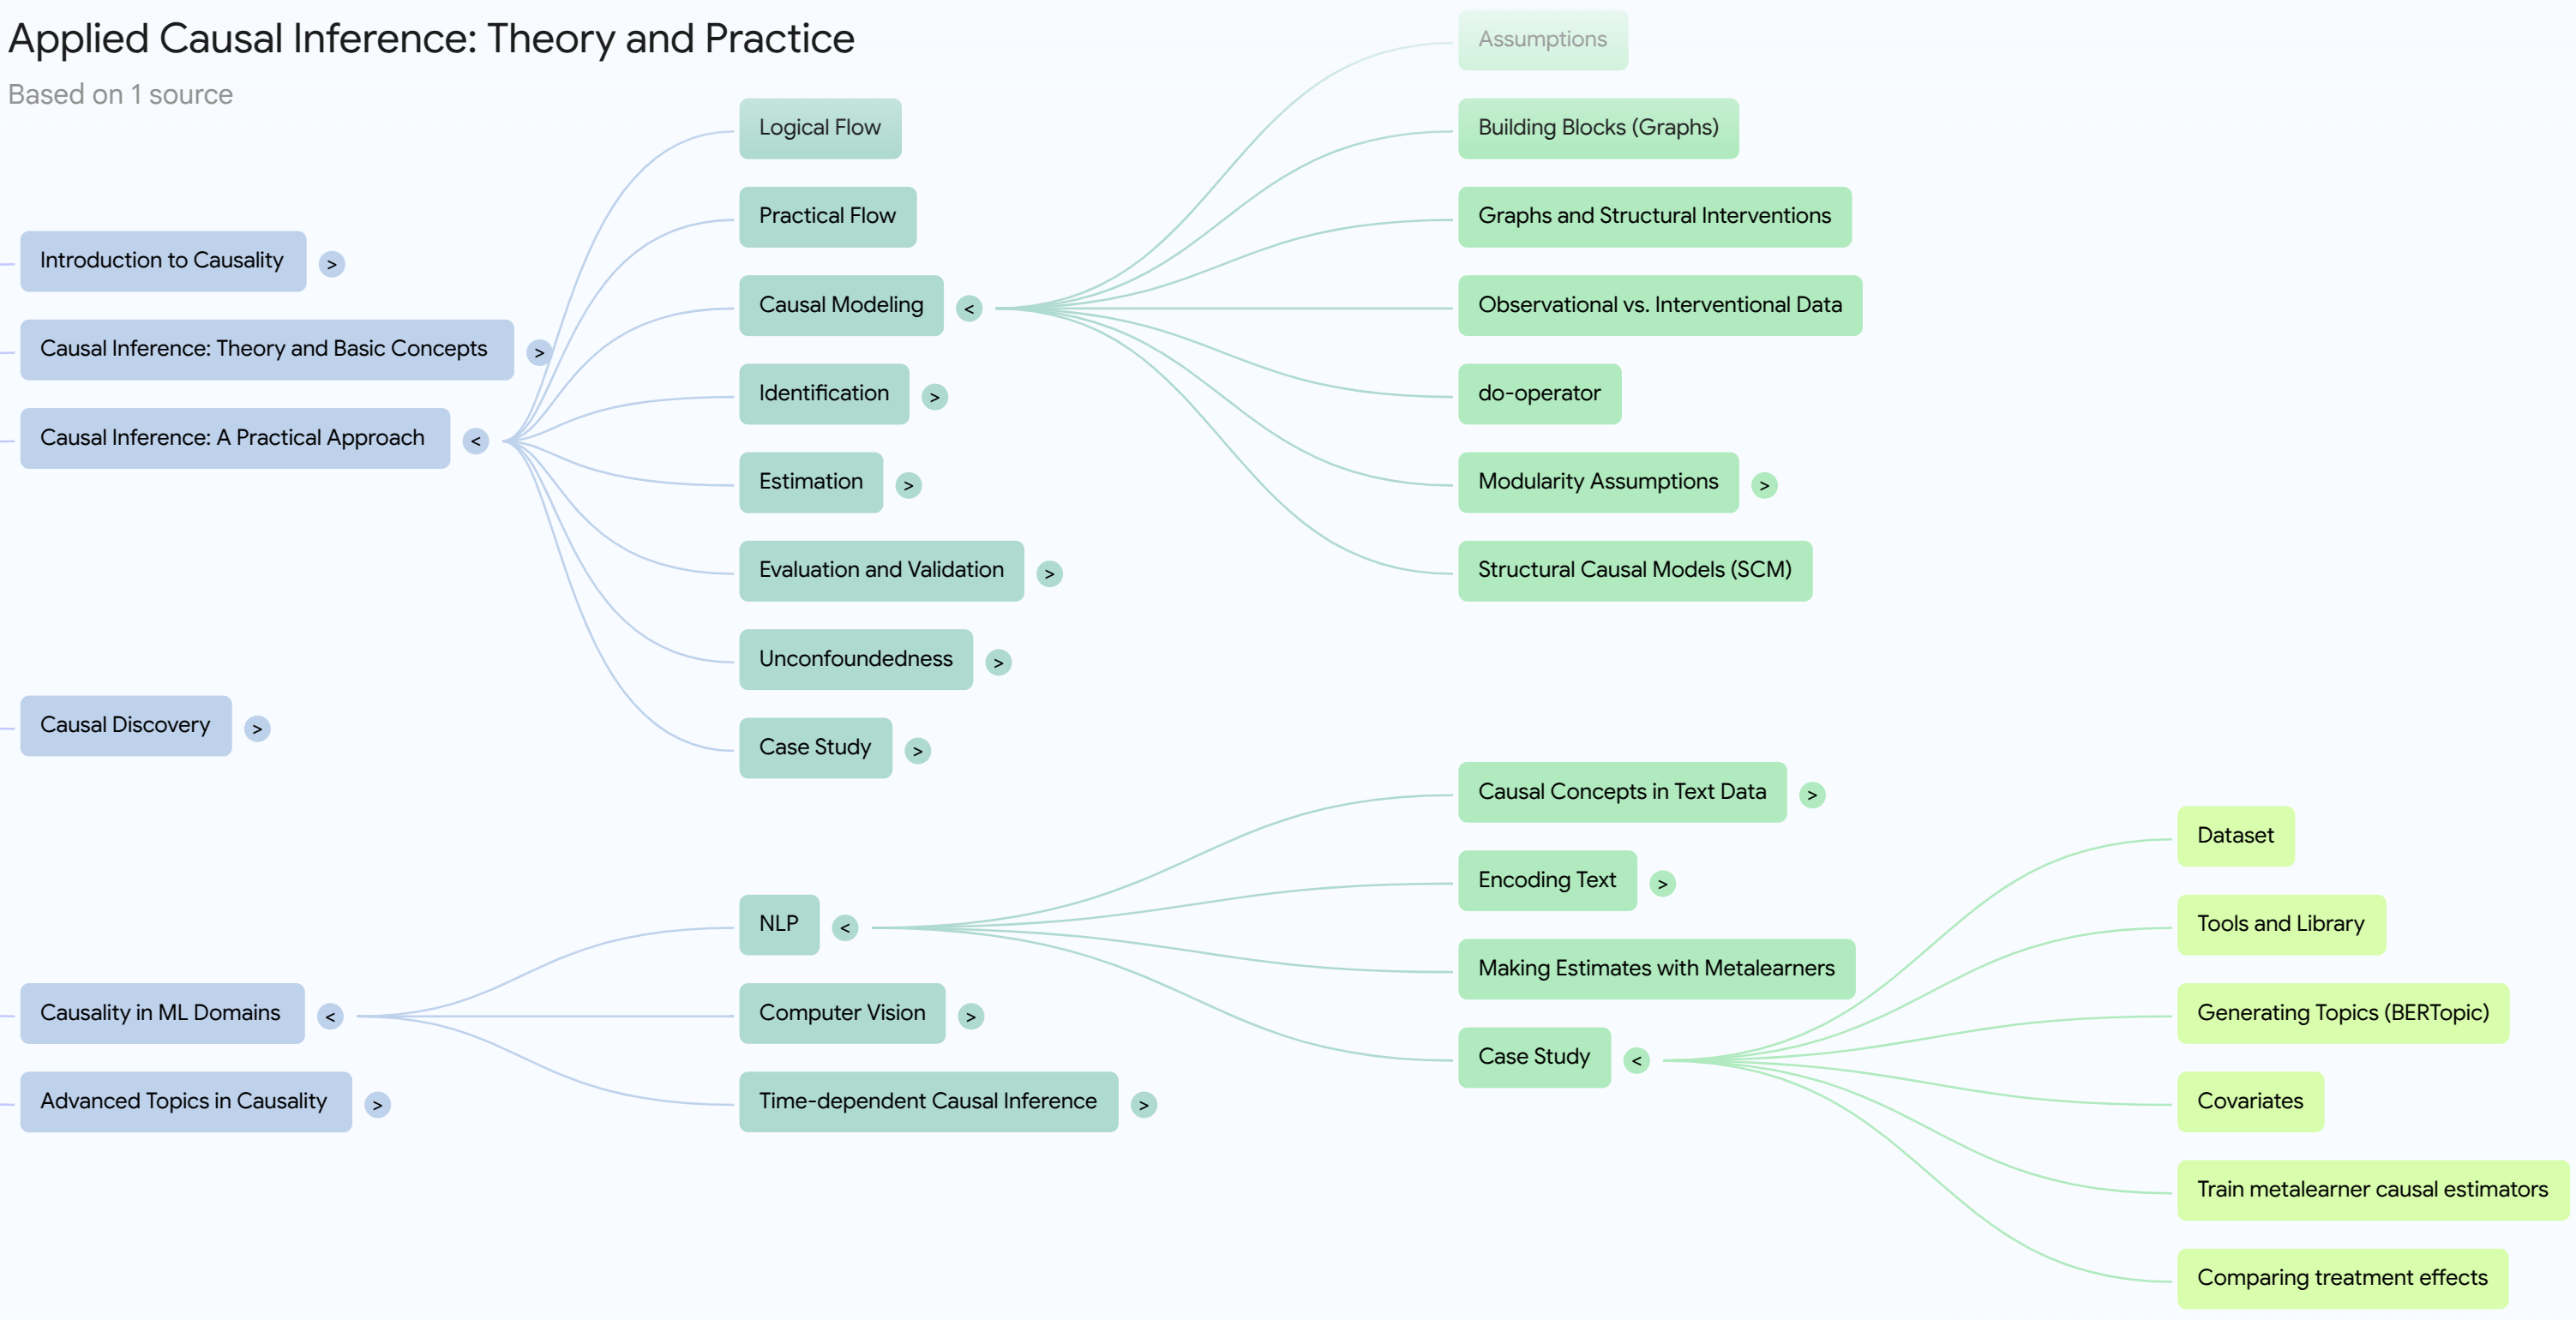 Applied Causal Inference: Theory and Practice
Based on 1 source
Introduction to Causality
>
Causal Inference: Theory and Basic Concepts
>
Causal Inference: A Practical Approach
<
Causal Discovery
>
Causality in ML Domains
<
Advanced Topics in Causality
>
Logical Flow
Practical Flow
Causal Modeling
<
Identification
>
Estimation
>
Evaluation and Validation
>
Unconfoundedness
>
Case Study
>
NLP
<
Computer Vision
>
Time-dependent Causal Inference
>
Assumptions
Building Blocks (Graphs)
Graphs and Structural Interventions
Observational vs. Interventional Data
do-operator
Modularity Assumptions
>
Structural Causal Models (SCM)
Causal Concepts in Text Data
>
Encoding Text
>
Making Estimates with Metalearners
Case Study
<
Dataset
Tools and Library
Generating Topics (BERTopic)
Covariates
Train metalearner causal estimators
Comparing treatment effects